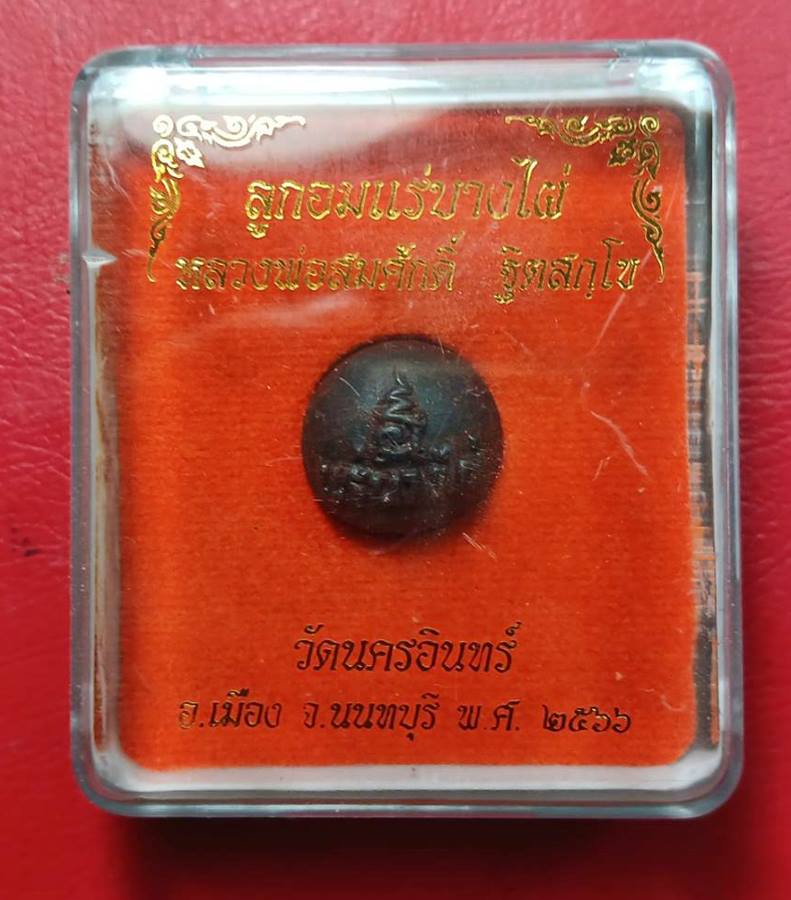 ลูกอมแร่บางไผ่
หลวงพ่อสมศักดิ์ ฐิตสกฺโข
วัดนครอินทร์
อ.เมือง จ.นนทบุรี พ.ศ. ๒๕๖๖